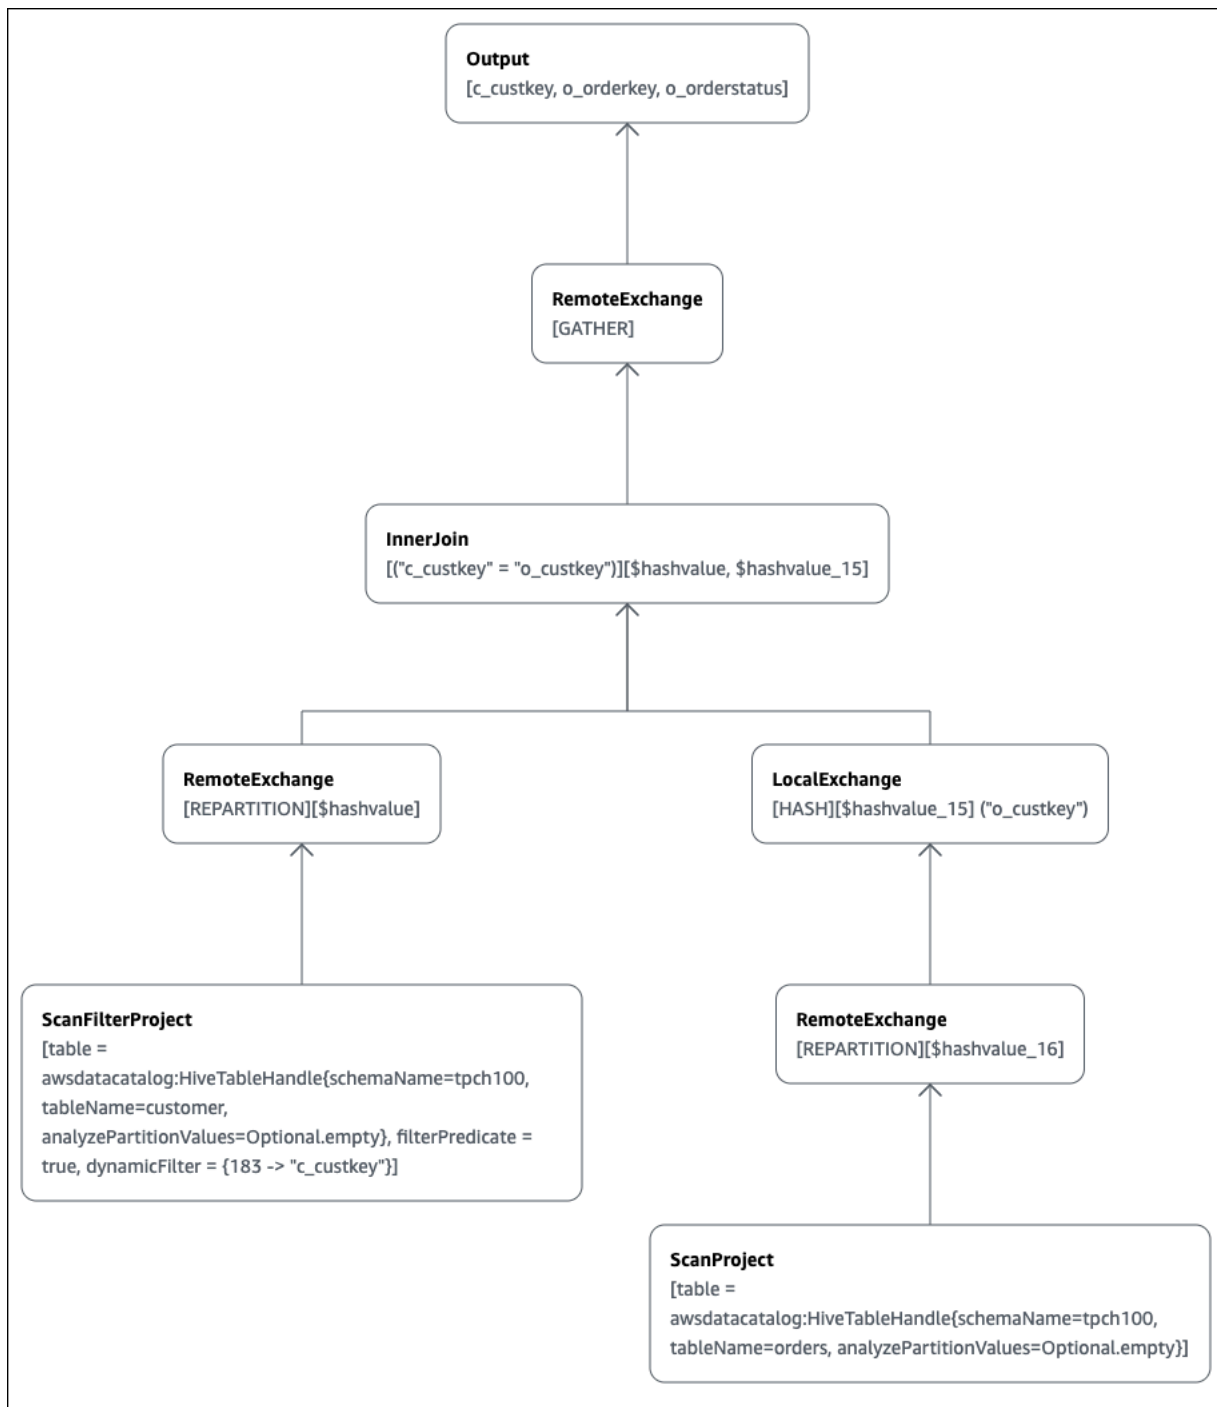 Output
[c_custkey, o_orderkey, o_orderstatus]
RemoteExchange
[GATHER]
InnerJoin
[("c_custkey" = "o_custkey")][$hashvalue, $hashvalue_15]
RemoteExchange
[REPARTITION][$hashvalue]
LocalExchange
[HASH][$hashvalue_15] ("o_custkey")
ScanFilterProject
[table =
awsdatacatalog:HiveTableHandle{schemaName=tpch100,
tableName=customer,
analyzePartitionValues=Optional.empty}, filterPredicate =
true, dynamicFilter = {183 -> "c_custkey"}]
RemoteExchange
[REPARTITION][$hashvalue_16]
ScanProject
[table =
awsdatacatalog:HiveTableHandle{schemaName=tpch100,
tableName=orders, analyzePartitionValues=Optional.empty}]